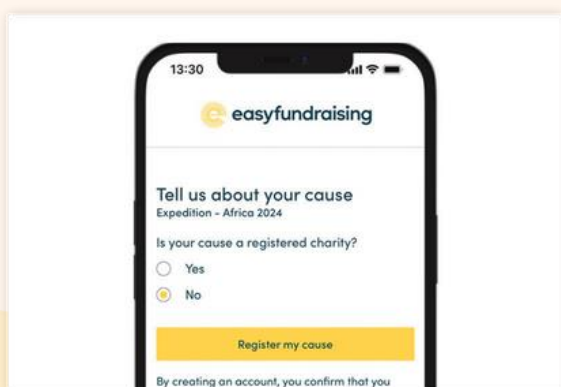 13:30
easyfundraising
Tell us about your cause
Expedition - Africa 2024
Is your cause a registered charity?
Yes
No
Register my cause
By creating an account, you confirm that you